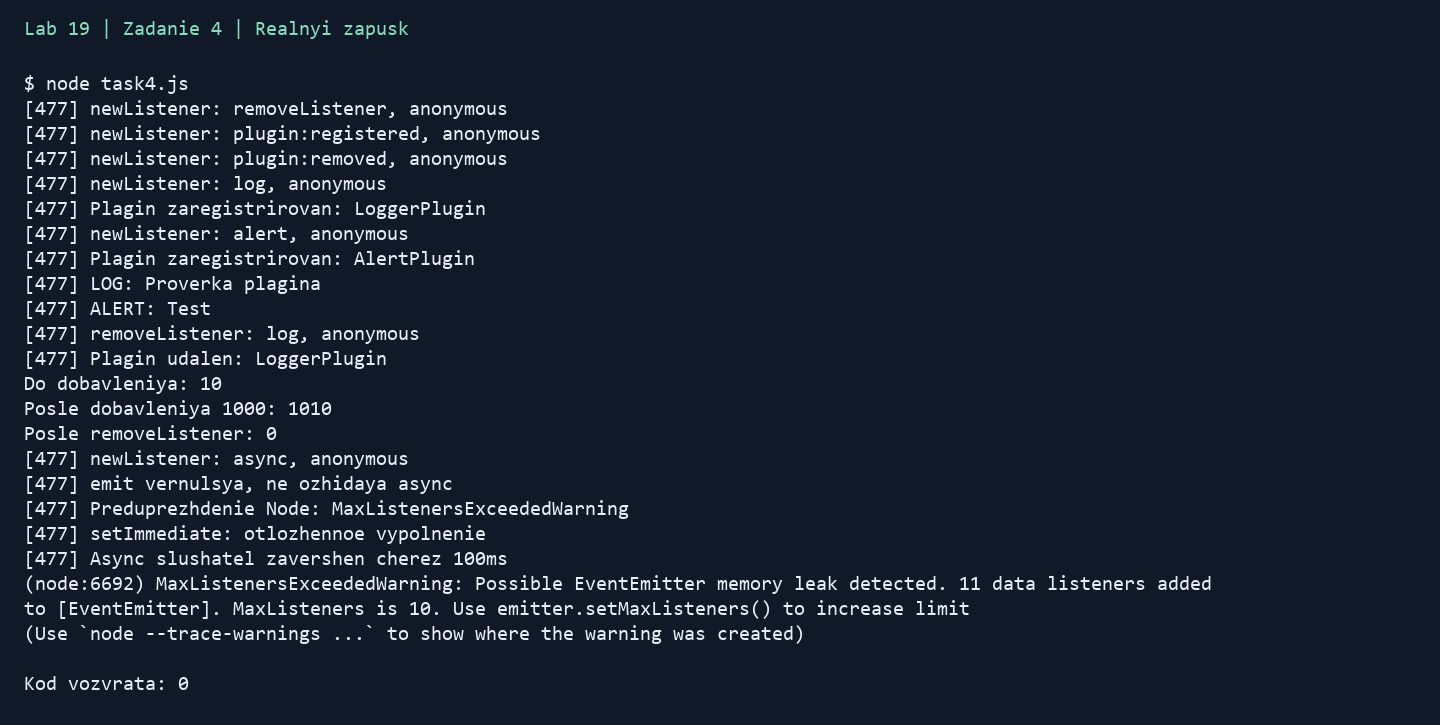 Lab 19 | Zadanie 4 | Realnyi zapusk
$ node task4.js
[477] newListener: removeListener, anonymous
[477] newListener: plugin:registered, anonymous
[477] newListener: plugin:removed, anonymous
[477] newListener: log, anonymous
[477] Plagin zaregistrirovan: LoggerPlugin
[477] newListener: alert, anonymous
[477] Plagin zaregistrirovan: AlertPlugin
[477] LOG: Proverka plagina
[477] ALERT: Test
[477] removeListener: log, anonymous
[477] Plagin udalen: LoggerPlugin
Do dobavleniya: 10
Posle dobavleniya 1000: 1010
Posle removeListener: 0
[477] newListener: async, anonymous
[477] emit vernulsya, ne ozhidaya async
[477] Preduprezhdenie Node: MaxListenersExceededWarning
[477] setImmediate: otlozhennoe vypolnenie
[477] Async slushatel zavershen cherez 100ms
(node:6692) MaxListenersExceededWarning: Possible EventEmitter memory leak detected. 11 data listeners added
to [EventEmitter]. MaxListeners is 10. Use emitter.setMaxListeners() to increase limit
(Use `node --trace-warnings ...` to show where the warning was created)
Kod vozvrata: 0